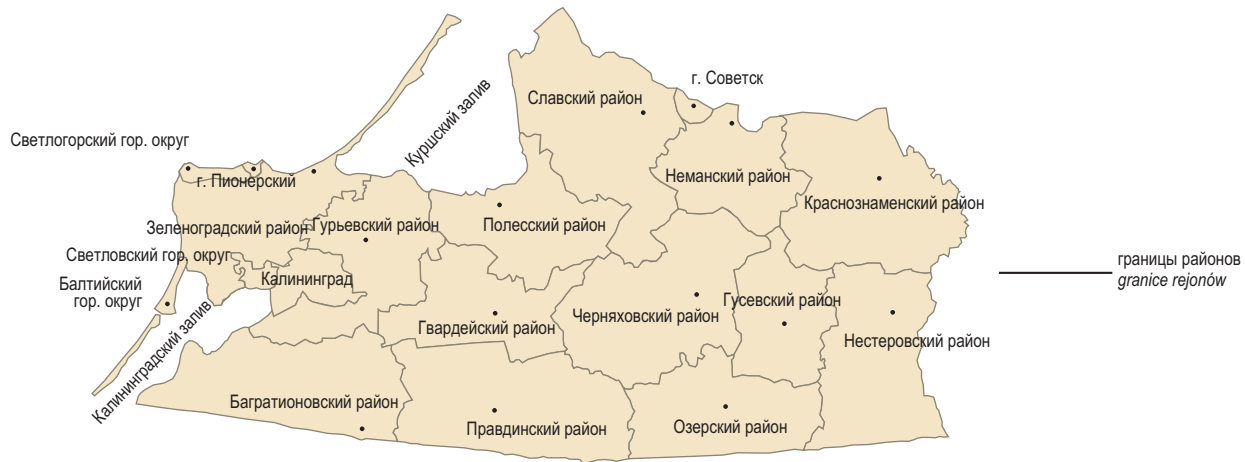 г. Советск
Славский район
Куршский залив
Светлогорский гор. округ
г. Пионерский
Неманский район
Краснознаменский район
Зеленоградский район
Гурьевский район
Полесский район
Светловский гор. округ
Калининград
Балтийский
гор. округ
границы районов
granice rejonów
Калининградский залив
Гвардейский район
Черняховский район
Гусевский район
Нестеровский район
Багратионовский район
Правдинский район
Озерский район